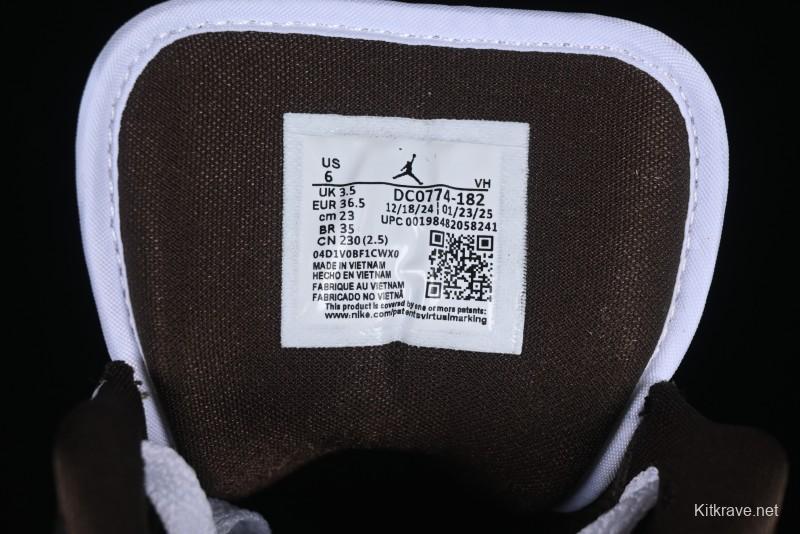 US
6
VH
UK 3.5
EUR 36.5
cm 23
BR 35
CN 230 (2.5)
DC0774-182
12/18/24 | 01/23/25
UPC 00198482058241
04D1V0BF1CWX0
MADE IN VIETNAM
HECHO EN VIETNAM
FABRIQUE AU VIETNAM
FABRICADO NO VIETNÃ
This product is covered by one or more patents:
www.nike.com/patentsvirtualmarking
Kitkrave.net